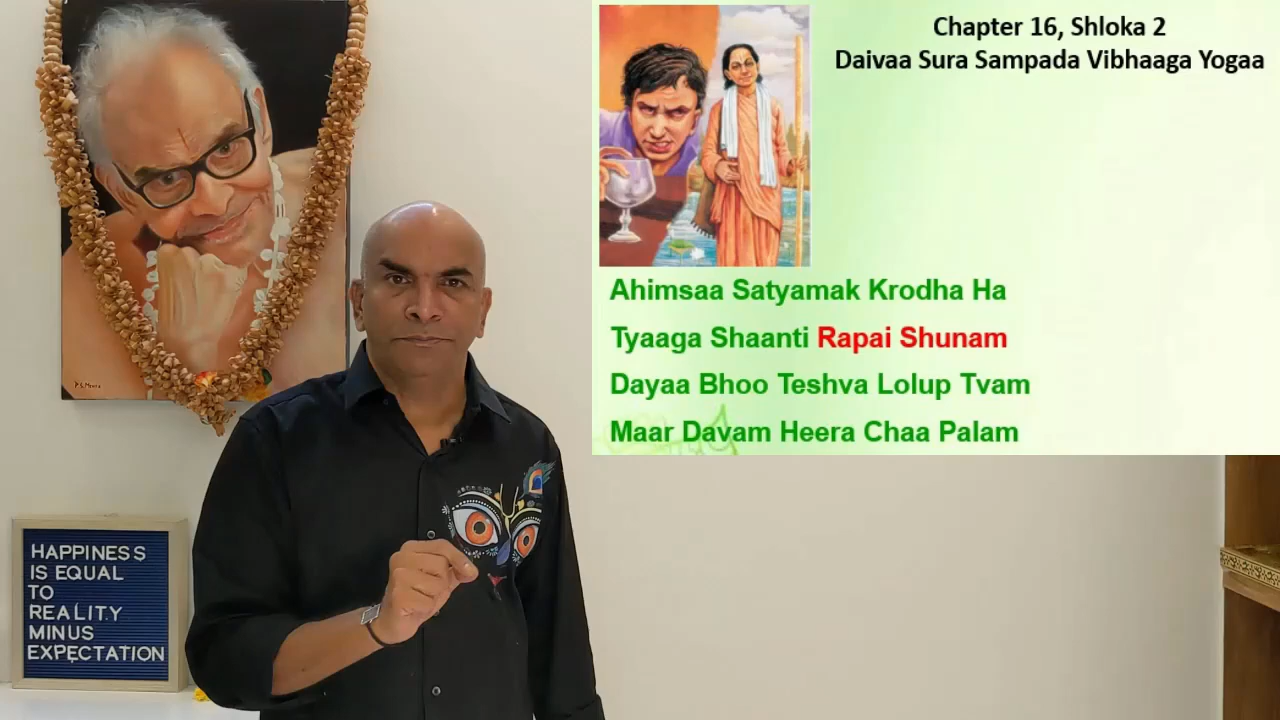 Chapter 16, Shloka 2
Daivaa Sura Sampada Vibhaaga Yogaa
Ahimsaa Satyamak Krodha Ha
Tyaaga Shaanti Rapai Shunam
Dayaa Bhoo Teshva Lolup Tvam
Maar Davam Heera Chaa Palam
HAPPINESS
IS EQUAL
TO
REALITY
MINUS
EXPECTATION